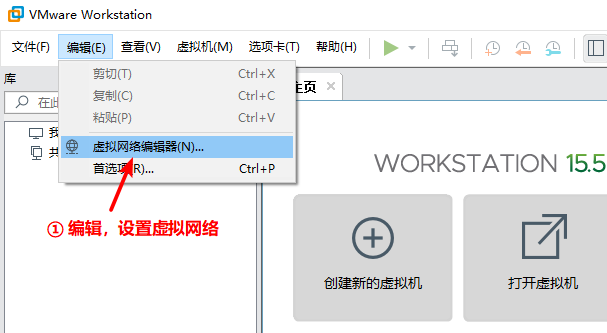 VMware Workstation
文件(F) 编辑(E) 查看(V) 虚拟机(M) 选项卡(T) 帮助(H)
库
剪切(T) Ctrl+X
主页
复制(C) Ctrl+C
在此
粘贴(P) Ctrl+V
我
虚拟网络编辑器(N)...
共
首选项(R)... Ctrl+P
WORKSTATION 15.5
① 编辑，设置虚拟网络
创建新的虚拟机
打开虚拟机